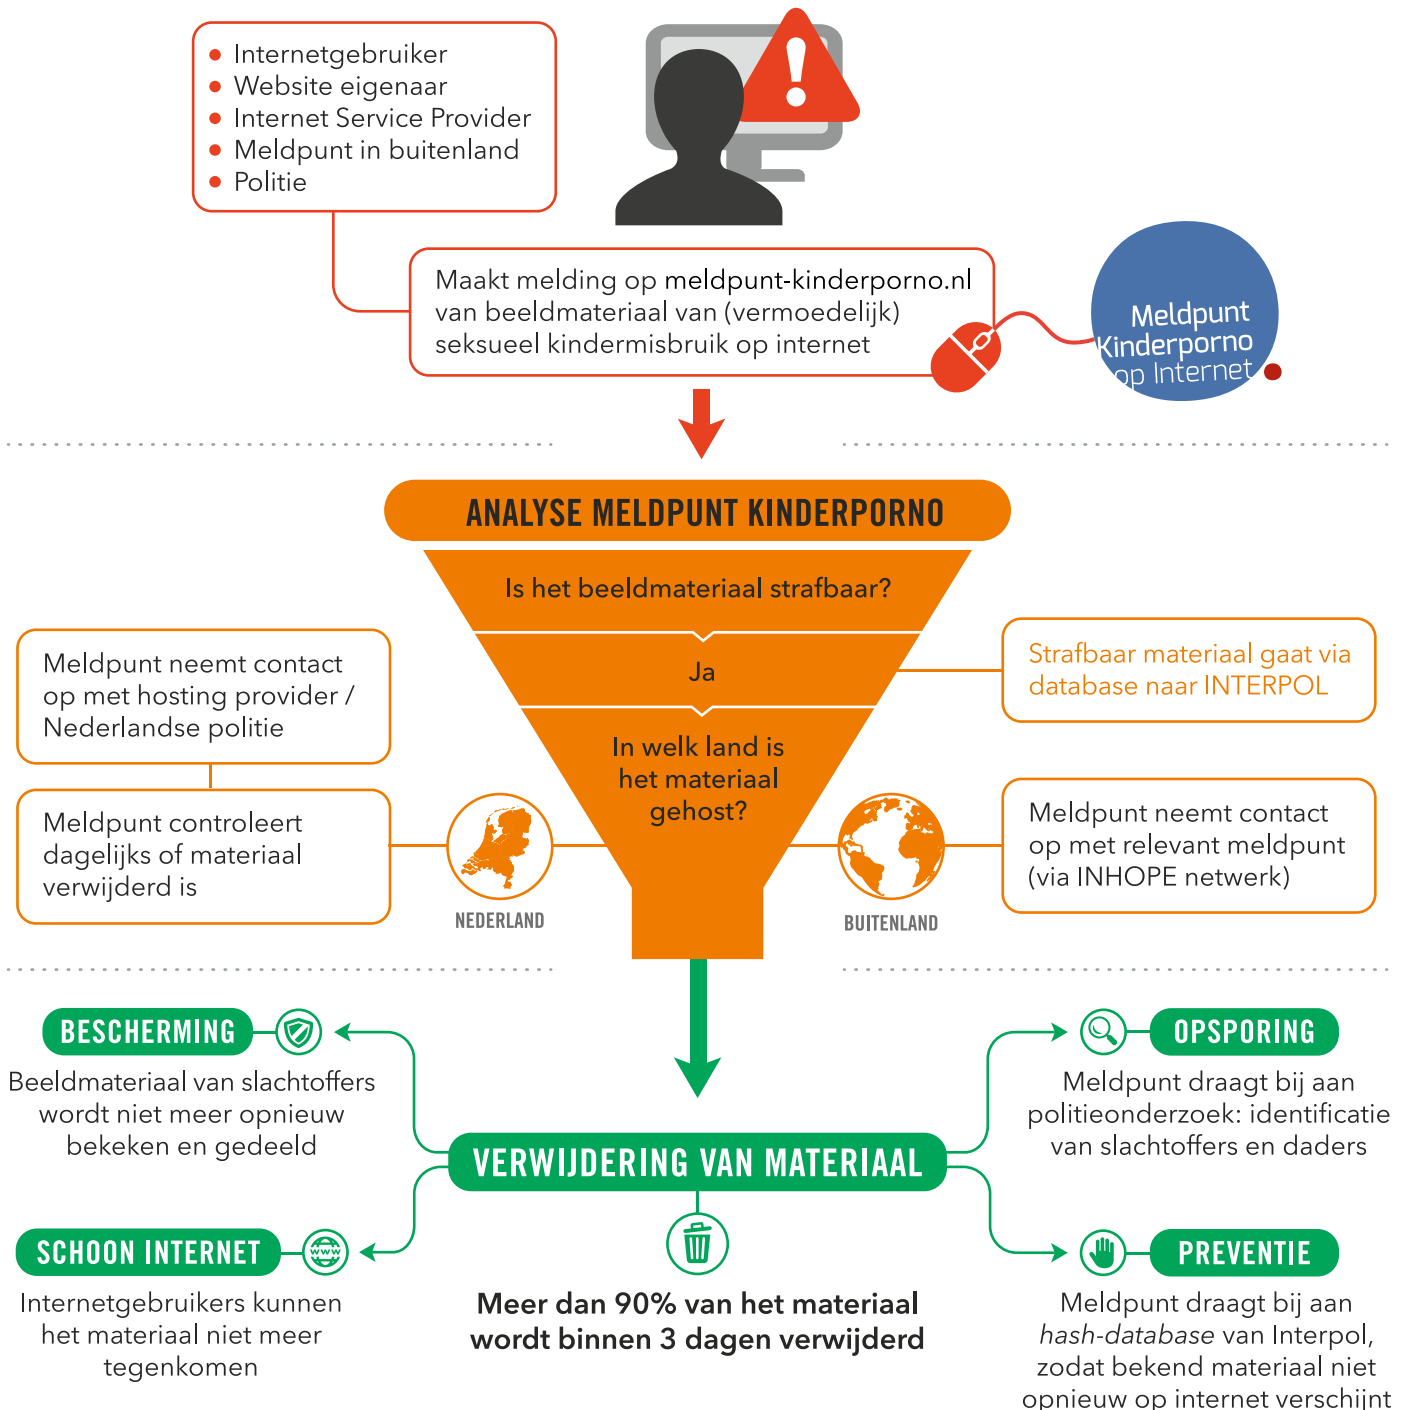 Internetgebruiker
Website eigenaar
Internet Service Provider
Meldpunt in buitenland
Politie
Maakt melding op meldpunt-kinderporno.nl
van beeldmateriaal van (vermoedelijk)
seksueel kindermisbruik op internet
Meldpunt
Kinderporno
op Internet
ANALYSE MELDPUNT KINDERPORNO
Is het beeldmateriaal strafbaar?
Ja
In welk land is
het materiaal
gehost?
Meldpunt neemt contact
op met hosting provider /
Nederlandse politie
Meldpunt controleert
dagelijks of materiaal
verwijderd is
NEDERLAND
Strafbaar materiaal gaat via
database naar INTERPOL
BUITENLAND
Meldpunt neemt contact
op met relevant meldpunt
(via INHOPE netwerk)
BESCHERMING
Beeldmateriaal van slachtoffers
wordt niet meer opnieuw
bekeken en gedeeld
OPSPORING
Meldpunt draagt bij aan
politieonderzoek: identificatie
van slachtoffers en daders
VERWIJDERING VAN MATERIAAL
SCHOON INTERNET
www
Internetgebruikers kunnen
het materiaal niet meer
tegenkomen
Meer dan 90% van het materiaal
wordt binnen 3 dagen verwijderd
PREVENTIE
Meldpunt draagt bij aan
hash-database van Interpol,
zodat bekend materiaal niet
opnieuw op internet verschijnt